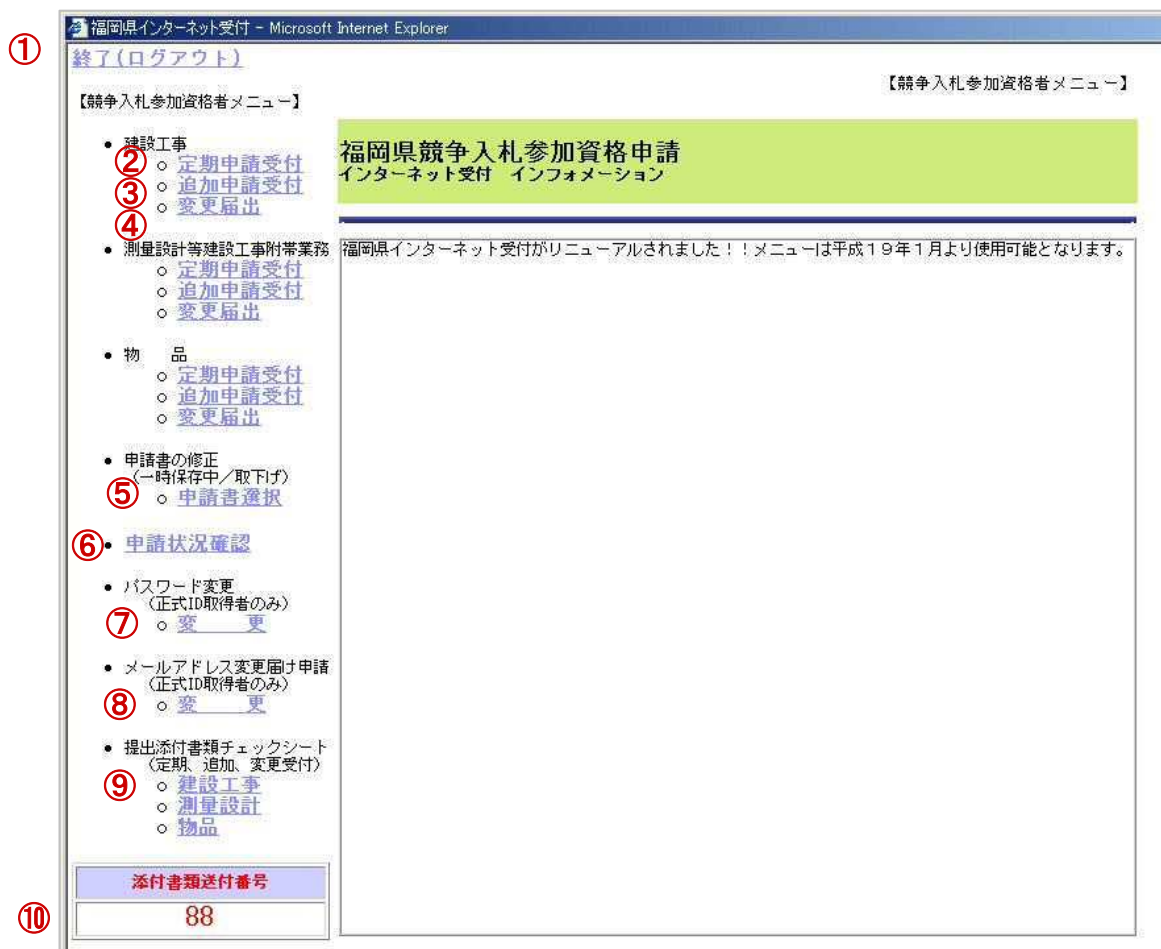 福岡県インターネット受付 - Microsoft Internet Explorer
①
終了(ログアウト)
【競争入札参加資格者メニュー】
【競争入札参加資格者メニュー】
建設工事
② 定期申請受付
③ 追加申請受付
④ 変更届出
測量設計等建設工事附帯業務
定期申請受付
追加申請受付
変更届出
物　品
定期申請受付
追加申請受付
変更届出
申請書の修正
(一時保存中／取下げ)
⑤ 申請書選択
⑥ 申請状況確認
パスワード変更
(正式ID取得者のみ)
⑦ 変　更
メールアドレス変更届け申請
(正式ID取得者のみ)
⑧ 変　更
提出添付書類チェックシート
(定期、追加、変更受付)
⑨ 建設工事
測量設計
物品
添付書類送付番号
⑩ 88
福岡県競争入札参加資格申請
インターネット受付　インフォメーション
福岡県インターネット受付がリニューアルされました！！メニューは平成１９年１月より使用可能となります。